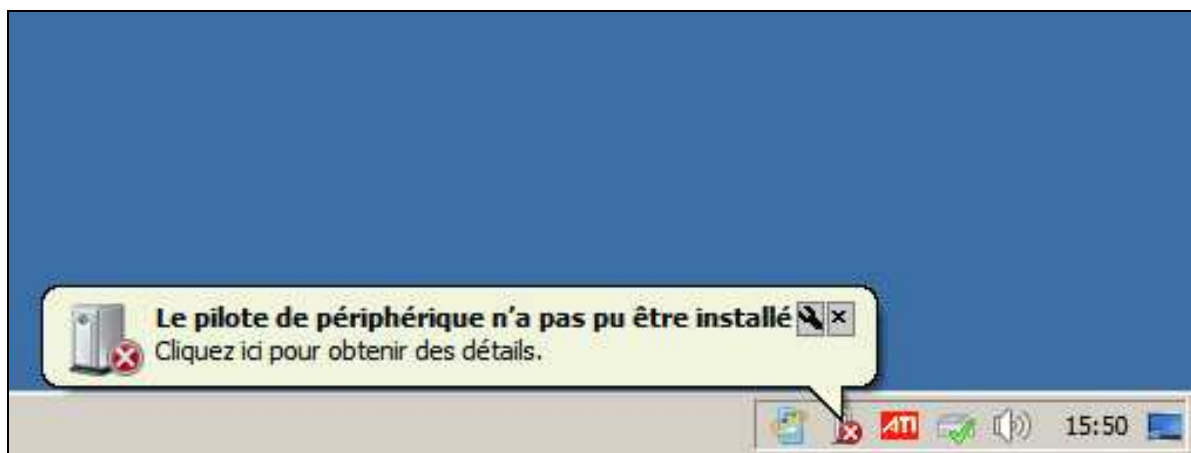 Le pilote de périphérique n'a pas pu être installé
Cliquez ici pour obtenir des détails.
ATI 15:50